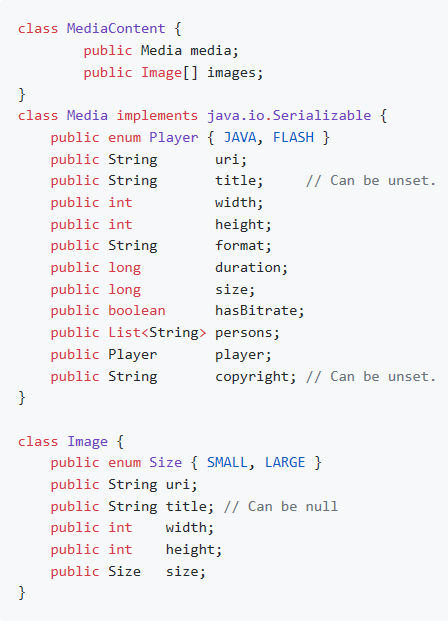 class MediaContent {
        public Media media;
        public Image[] images;
}
class Media implements java.io.Serializable {
    public enum Player { JAVA, FLASH }
    public String       uri;
    public String       title;     // Can be unset.
    public int          width;
    public int          height;
    public String       format;
    public long         duration;
    public long         size;
    public boolean      hasBitrate;
    public List<String> persons;
    public Player       player;
    public String       copyright; // Can be unset.
}

class Image {
    public enum Size { SMALL, LARGE }
    public String uri;
    public String title; // Can be null
    public int    width;
    public int    height;
    public Size   size;
}